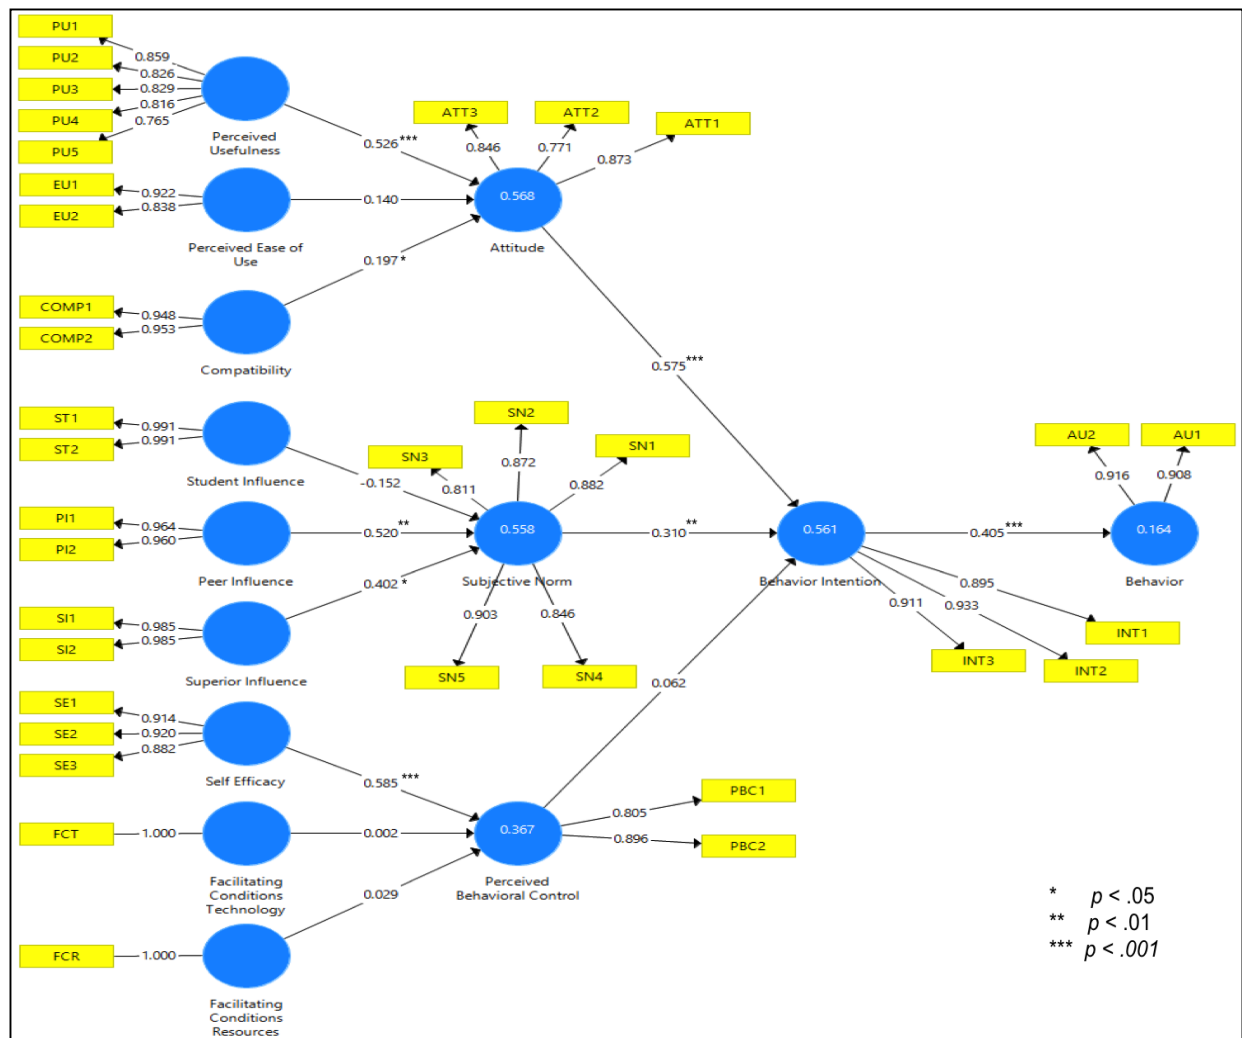 PU1
PU2
PU3
PU4
PU5
0.859
0.826
0.829
0.816
0.765
Perceived
Usefulness
0.526 ***
EU1
EU2
0.922
0.838
Perceived Ease of
Use
0.140
COMP1
COMP2
0.948
0.953
Compatibility
0.197 *
ATT3
ATT2
ATT1
0.846
0.771
0.873
0.568
Attitude
0.575 ***
ST1
ST2
0.991
0.991
Student Influence
-0.152
PI1
PI2
0.964
0.960
Peer Influence
0.520 **
SI1
SI2
0.985
0.985
Superior Influence
0.402 *
SN3
SN2
SN1
0.811
0.872
0.882
0.558
Subjective Norm
0.903
0.846
SN5
SN4
0.310 **
0.561
Behavior Intention
0.405 ***
AU2
AU1
0.916
0.908
0.164
Behavior
0.895
0.933
0.911
INT1
INT2
INT3
SE1
SE2
SE3
0.914
0.920
0.882
Self Efficacy
0.585 ***
0.062
FCT
1.000
Facilitating
Conditions
Technology
0.002
FCR
1.000
Facilitating
Conditions
Resources
0.029
0.367
Perceived
Behavioral Control
0.805
0.896
PBC1
PBC2
* p < .05
** p < .01
*** p < .001